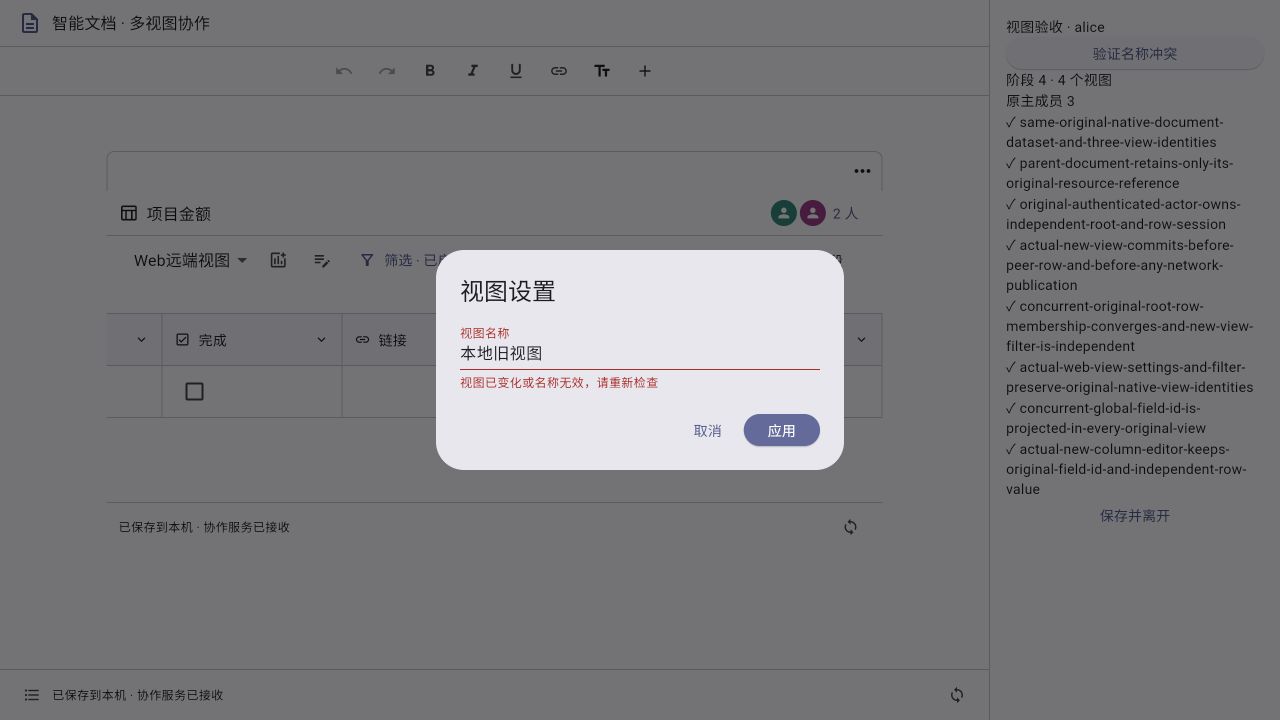 智能文档 · 多视图协作
项目金额
2 人
Web远端视图
筛选 · 已
完成
链接
已保存到本机 · 协作服务已接收
已保存到本机 · 协作服务已接收
视图设置
视图名称
本地旧视图
视图已变化或名称无效，请重新检查
取消
应用
视图验收 · alice
验证名称冲突
阶段 4 · 4 个视图
原主成员 3
✓ same-original-native-document-
dataset-and-three-view-identities
✓ parent-document-retains-only-its-
original-resource-reference
✓ original-authenticated-actor-owns-
independent-root-and-row-session
✓ actual-new-view-commits-before-
peer-row-and-before-any-network-
publication
✓ concurrent-original-root-row-
membership-converges-and-new-view-
filter-is-independent
✓ actual-web-view-settings-and-filter-
preserve-original-native-view-identities
✓ concurrent-global-field-id-is-
projected-in-every-original-view
✓ actual-new-column-editor-keeps-
original-field-id-and-independent-row-
value
保存并离开